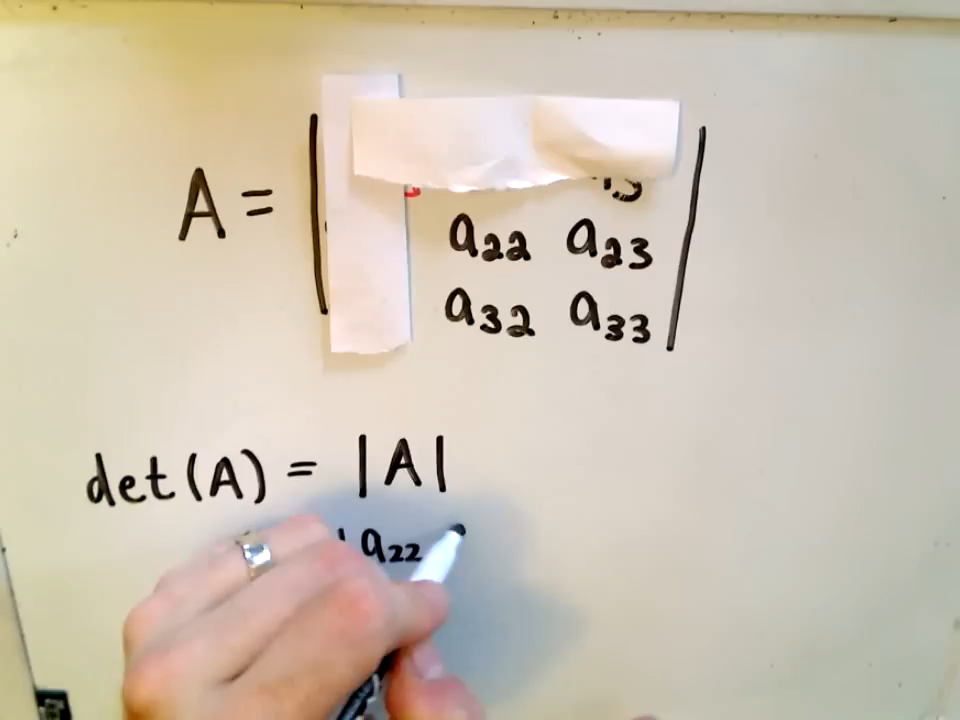 A =
a22 a23
a32 a33
det(A) = |A|
|a22